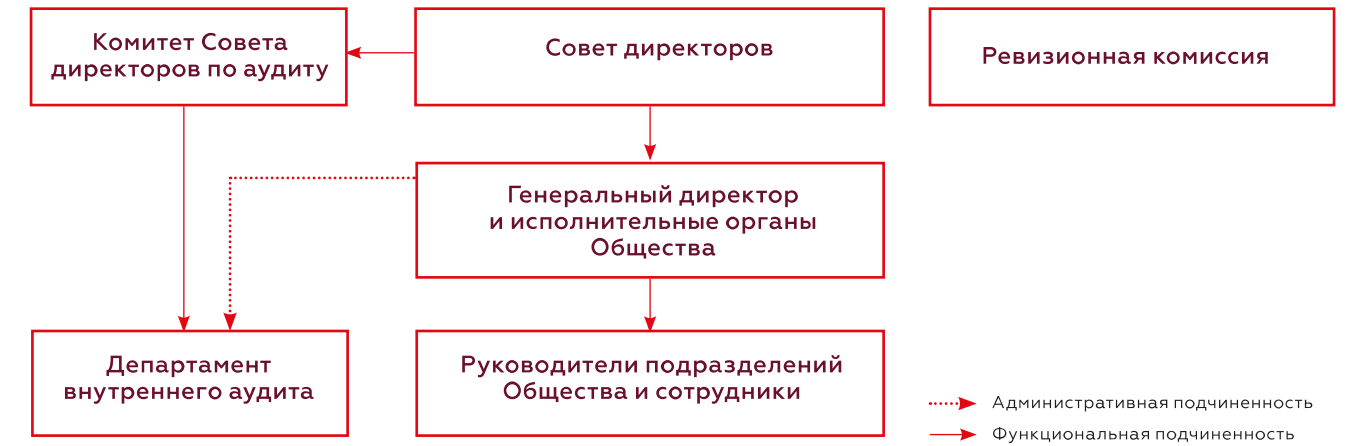 Комитет Совета
директоров по аудиту
Совет директоров
Ревизионная комиссия
Генеральный директор
и исполнительные органы
Общества
Департамент
внутреннего аудита
Руководители подразделений
Общества и сотрудники
Административная подчиненность
Функциональная подчиненность